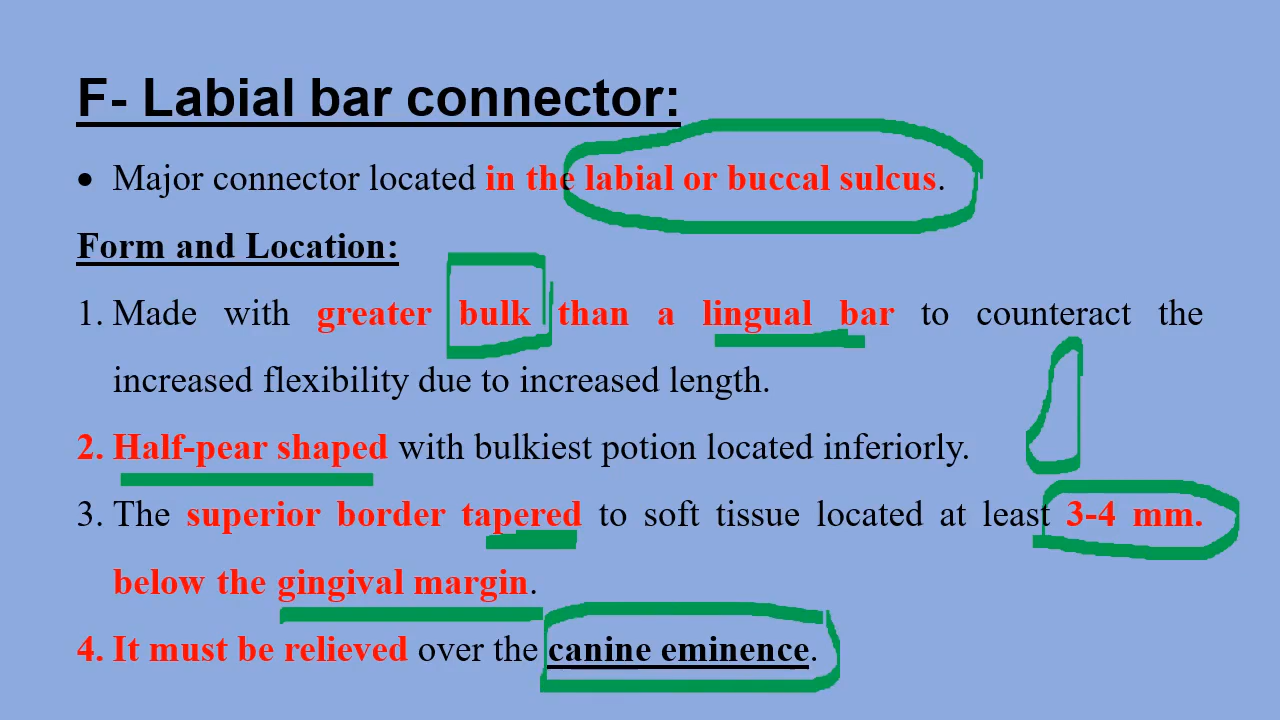 F- Labial bar connector:
• Major connector located in the labial or buccal sulcus.
Form and Location:
1. Made with greater bulk than a lingual bar to counteract the
increased flexibility due to increased length.
2. Half-pear shaped with bulkiest potion located inferiorly.
3. The superior border tapered to soft tissue located at least 3-4 mm.
below the gingival margin.
4. It must be relieved over the canine eminence.